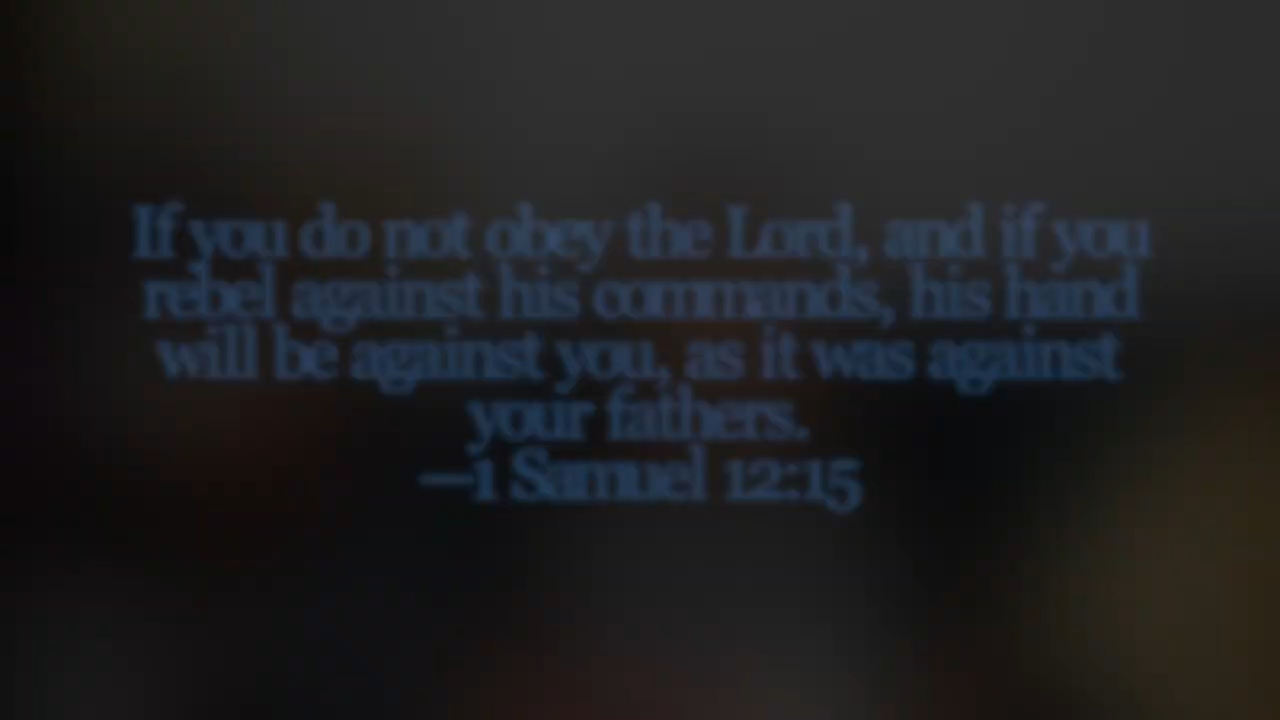 If you do not obey the Lord, and if you
rebel against his commands, his hand
will be against you, as it was against
your fathers.
—1 Samuel 12:15